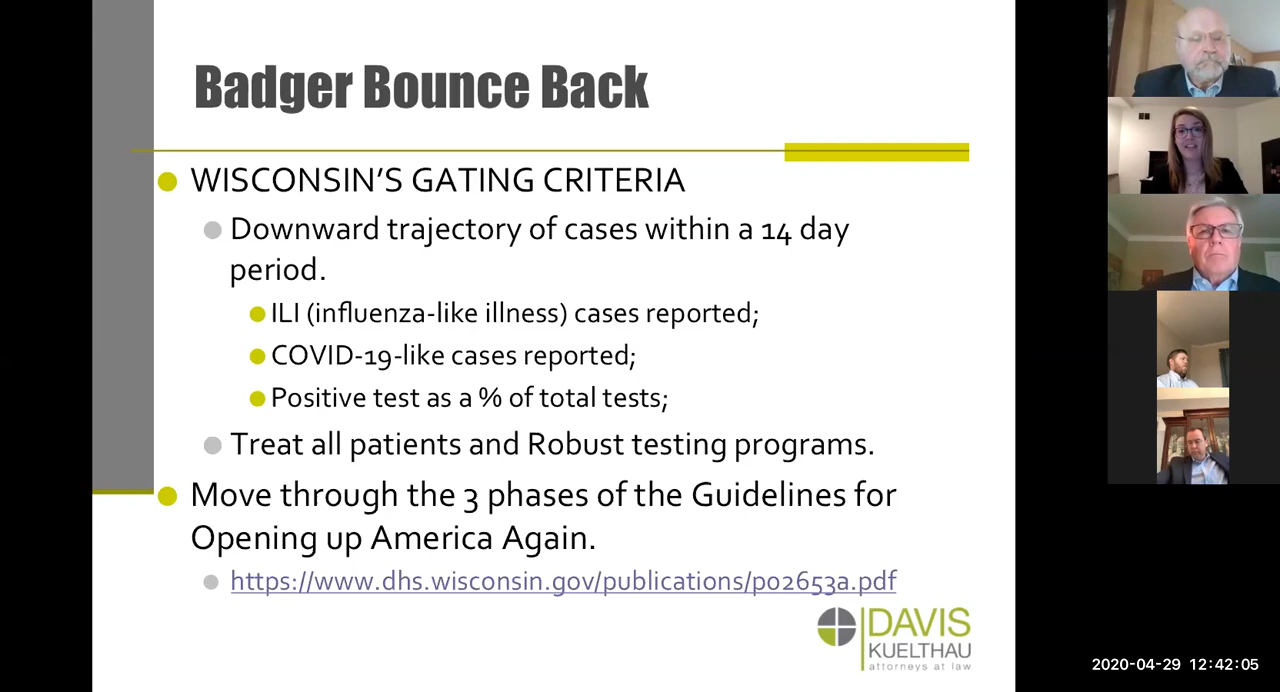 Badger Bounce Back
WISCONSIN'S GATING CRITERIA
Downward trajectory of cases within a 14 day
period.
ILI (influenza-like illness) cases reported;
COVID-19-like cases reported;
Positive test as a % of total tests;
Treat all patients and Robust testing programs.
Move through the 3 phases of the Guidelines for
Opening up America Again.
https://www.dhs.wisconsin.gov/publications/p02653a.pdf
DAVIS
KUELTHAU
attorneys at law
2020-04-29 12:42:05